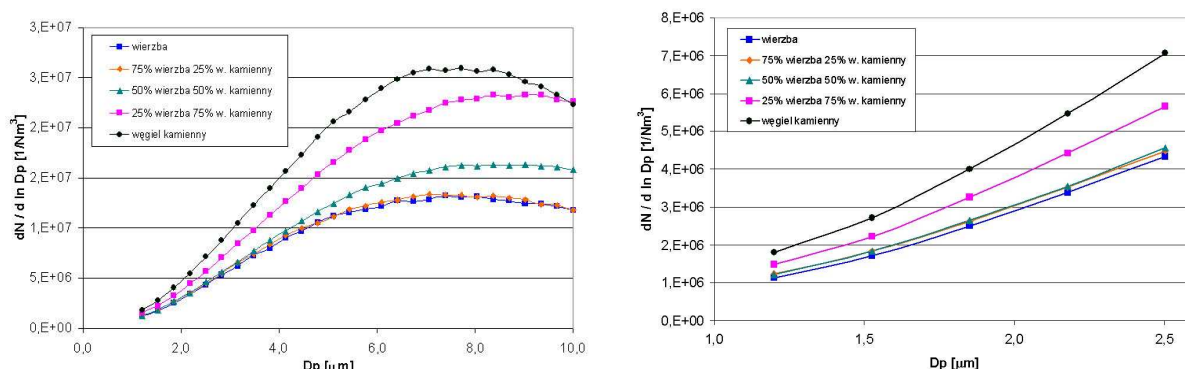 3,E+07
3,E+07
2,E+07
2,E+07
1,E+07
5,E+06
0,E+00
dN / d ln Dp [1/Nm³]
wierzba
75% wierzba 25% w. kamienny
50% wierzba 50% w. kamienny
25% wierzba 75% w. kamienny
węgiel kamienny
0,0 2,0 4,0 6,0 8,0 10,0
Dp [μm]
8,E+06
7,E+06
6,E+06
5,E+06
4,E+06
3,E+06
2,E+06
1,E+06
0,E+00
dN / d ln Dp [1/Nm³]
wierzba
75% wierzba 25% w. kamienny
50% wierzba 50% w. kamienny
25% wierzba 75% w. kamienny
węgiel kamienny
1,0 1,5 2,0 2,5
Dp [μm]